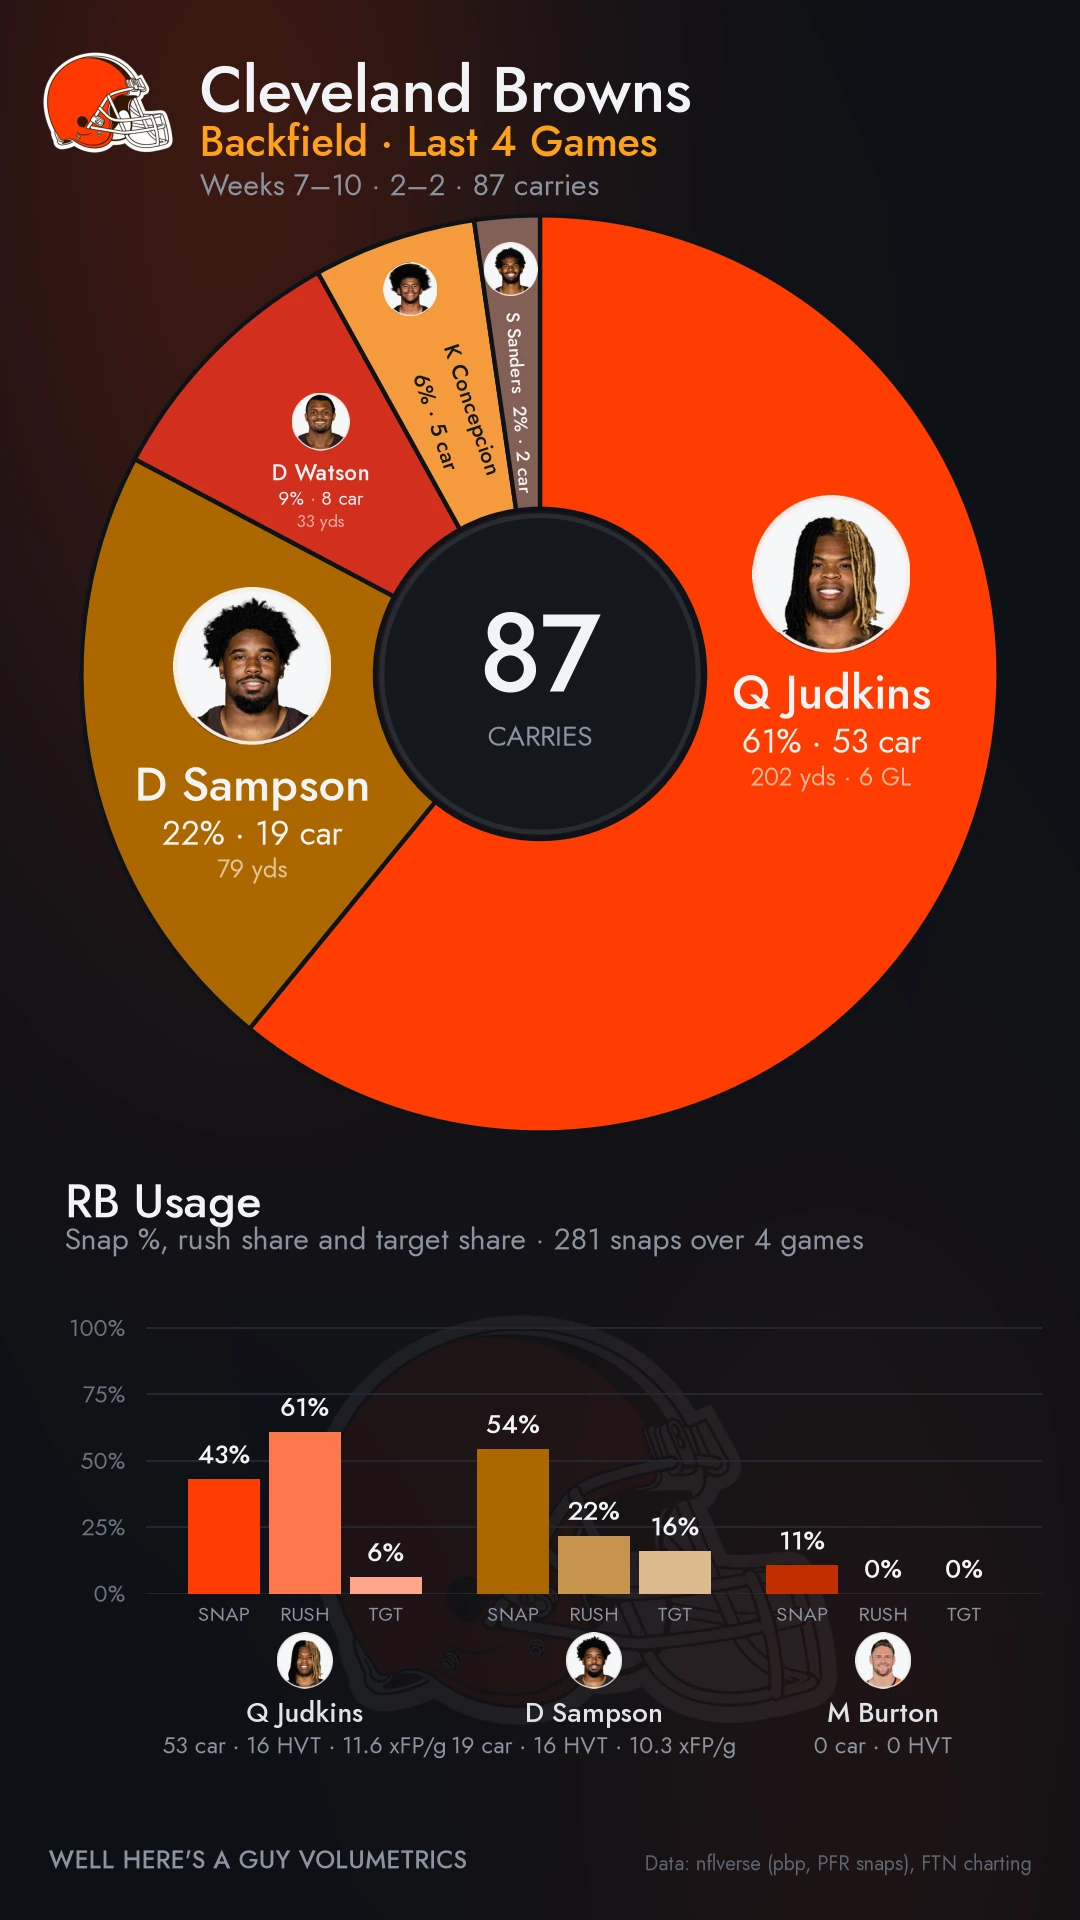 Cleveland Browns
Backfield · Last 4 Games
Weeks 7–10 · 2–2 · 87 carries
S Sanders 2% · 2 car
K Concepcion
6% · 5 car
D Watson
9% · 8 car
33 yds
Q Judkins
61% · 53 car
202 yds · 6 GL
87
CARRIES
D Sampson
22% · 19 car
79 yds
RB Usage
Snap %, rush share and target share · 281 snaps over 4 games
100%
75%
50%
25%
0%
43% 61% 6%
54% 22% 16%
11% 0% 0%
SNAP RUSH TGT SNAP RUSH TGT SNAP RUSH TGT
Q Judkins D Sampson M Burton
53 car · 16 HVT · 11.6 xFP/g 19 car · 16 HVT · 10.3 xFP/g 0 car · 0 HVT
WELL HERE'S A GUY VOLUMETRICS
Data: nflverse (pbp, PFR snaps), FTN charting